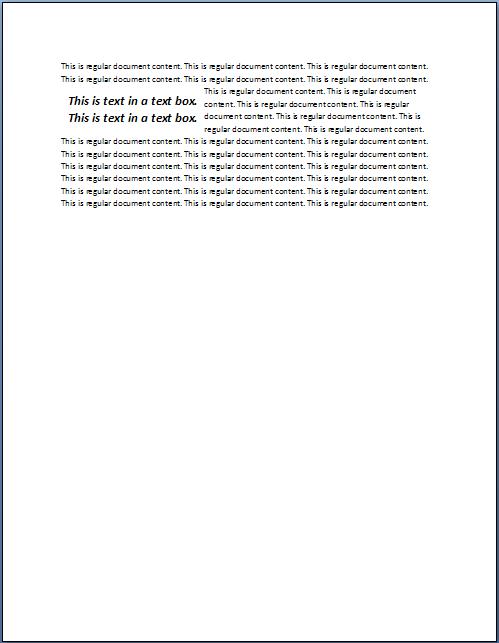 This is regular document content. This is regular document content. This is regular document content.
This is regular document content. This is regular document content. This is regular document content.
This is text in a text box.
This is text in a text box.
This is regular document content. This is regular document
content. This is regular document content. This is regular
document content. This is regular document content. This is
regular document content. This is regular document content.
This is regular document content. This is regular document content. This is regular document content.
This is regular document content. This is regular document content. This is regular document content.
This is regular document content. This is regular document content. This is regular document content.
This is regular document content. This is regular document content. This is regular document content.
This is regular document content. This is regular document content. This is regular document content.
This is regular document content. This is regular document content. This is regular document content.